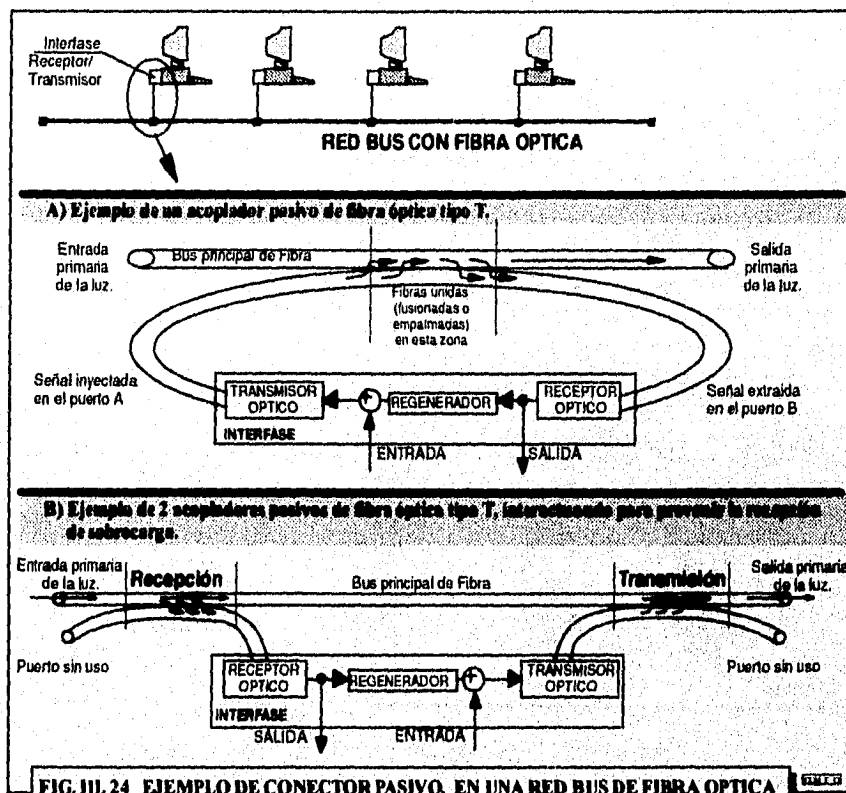 Interfase
Receptor/
Transmisor
RED BUS CON FIBRA OPTICA
A) Ejemplo de un acoplador pasivo de fibra óptica tipo T.
Entrada
primaria
de la luz.
Bus principal de Fibra
Salida
primaria
de la luz.
Fibras unidas
(fusionadas o
empalmadas)
en esta zona
Señal inyectada
en el puerto A
TRANSMISOR
OPTICO
+
REGENERADOR
RECEPTOR
OPTICO
Señal extraida
en el puerto B
INTERFASE
ENTRADA
SALIDA
B) Ejemplo de 2 acopladores pasivos de fibra óptica tipo T, interactuando para prevenir la recepción
de sobrecarga.
Entrada primaria
de la luz.
Recepción
Bus principal de Fibra
Transmisión
Salida primaria
de la luz.
Puerto sin uso
RECEPTOR
OPTICO
REGENERADOR
+
TRANSMISOR
OPTICO
Puerto sin uso
INTERFASE
SALIDA
ENTRADA
FIG. III. 24 EJEMPLO DE CONECTOR PASIVO, EN UNA RED BUS DE FIBRA OPTICA